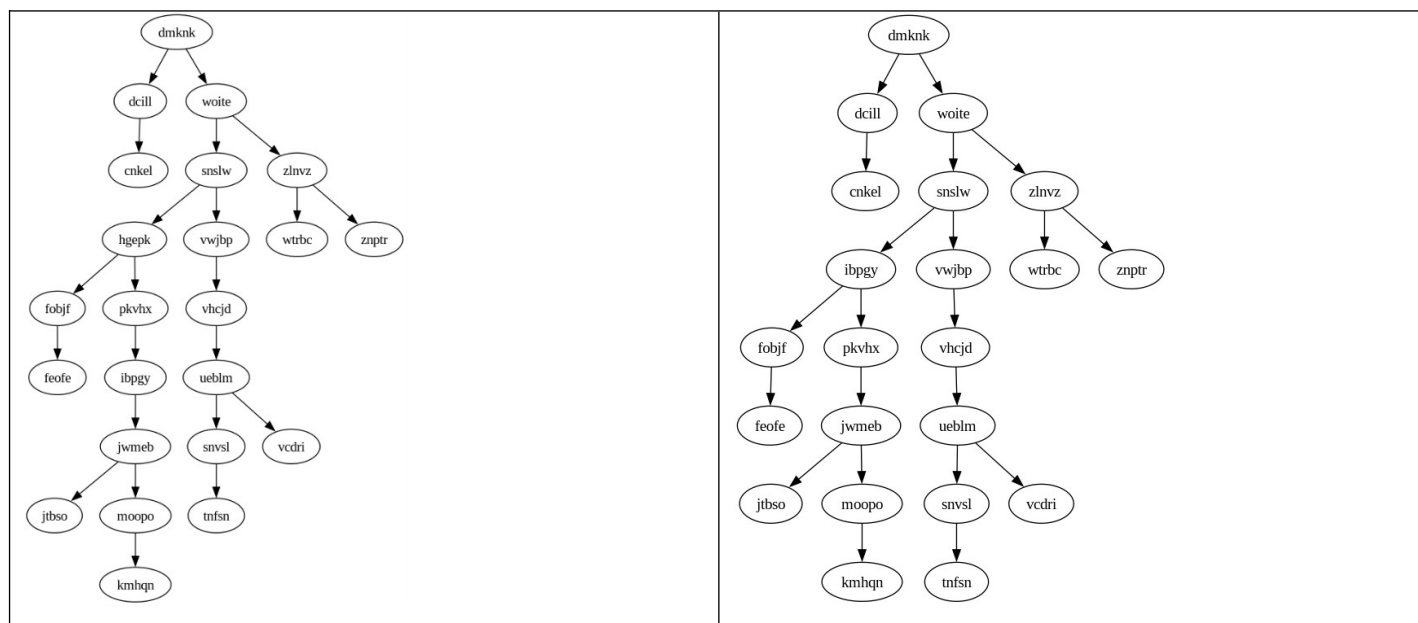 dmknk
dcill woite
cnkel snslw zlnvz
hgepk vwjbp wtrbc znptr
fobjf pkvhx vhcjd
feofe ibpgy ueblm
jwmeb snvsl vcdri
jtbso moopo tnfsn
kmhqn
dmknk
dcill woite
cnkel snslw zlnvz
ibpgy vwjbp wtrbc znptr
fobjf pkvhx vhcjd
feofe jwmeb ueblm
jtbso moopo snvsl vcdri
kmhqn tnfsn